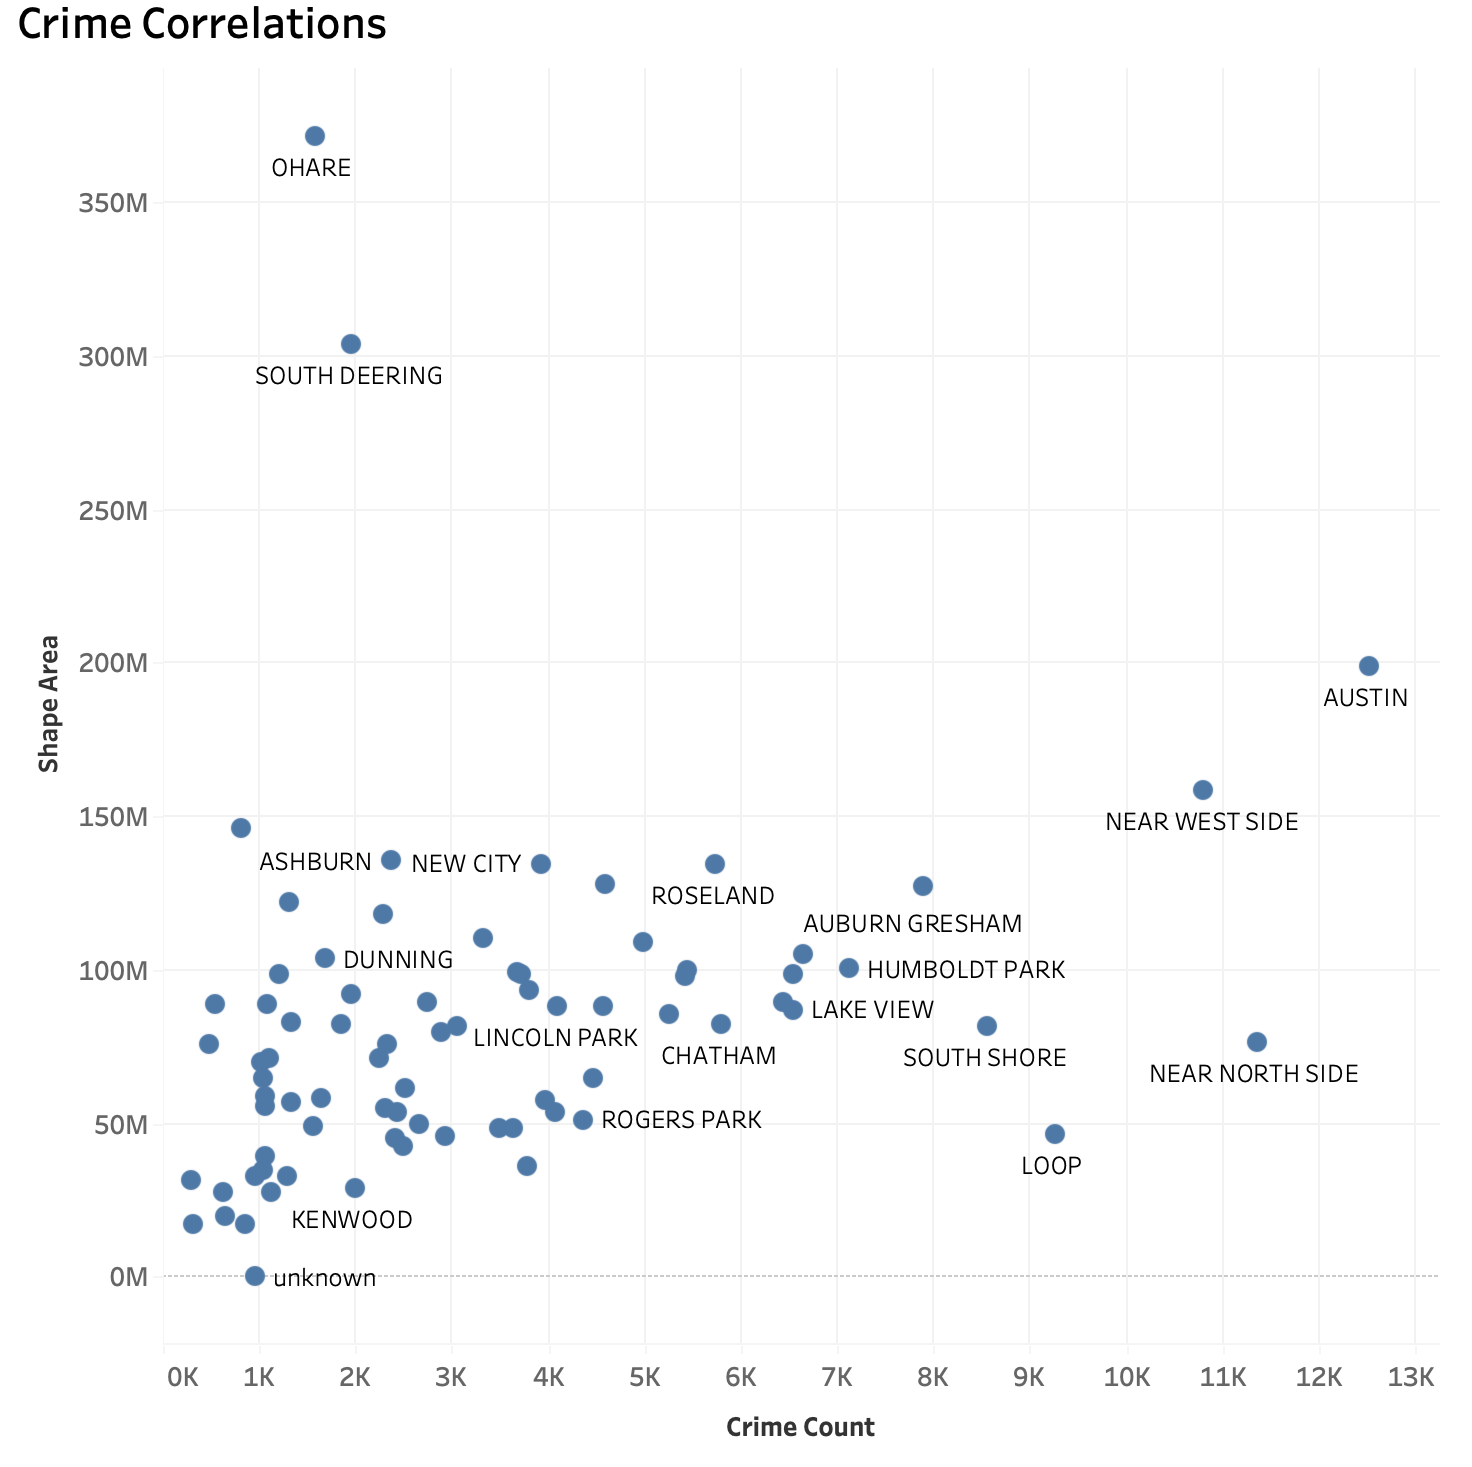 Crime Correlations
OHARE
350M
300M
SOUTH DEERING
250M
200M
AUSTIN
Shape Area
150M
NEAR WEST SIDE
ASHBURN
NEW CITY
ROSELAND
AUBURN GRESHAM
DUNNING
100M
HUMBOLDT PARK
LAKE VIEW
LINCOLN PARK
CHATHAM
SOUTH SHORE
NEAR NORTH SIDE
50M
ROGERS PARK
LOOP
KENWOOD
0M
unknown
0K 1K 2K 3K 4K 5K 6K 7K 8K 9K 10K 11K 12K 13K
Crime Count